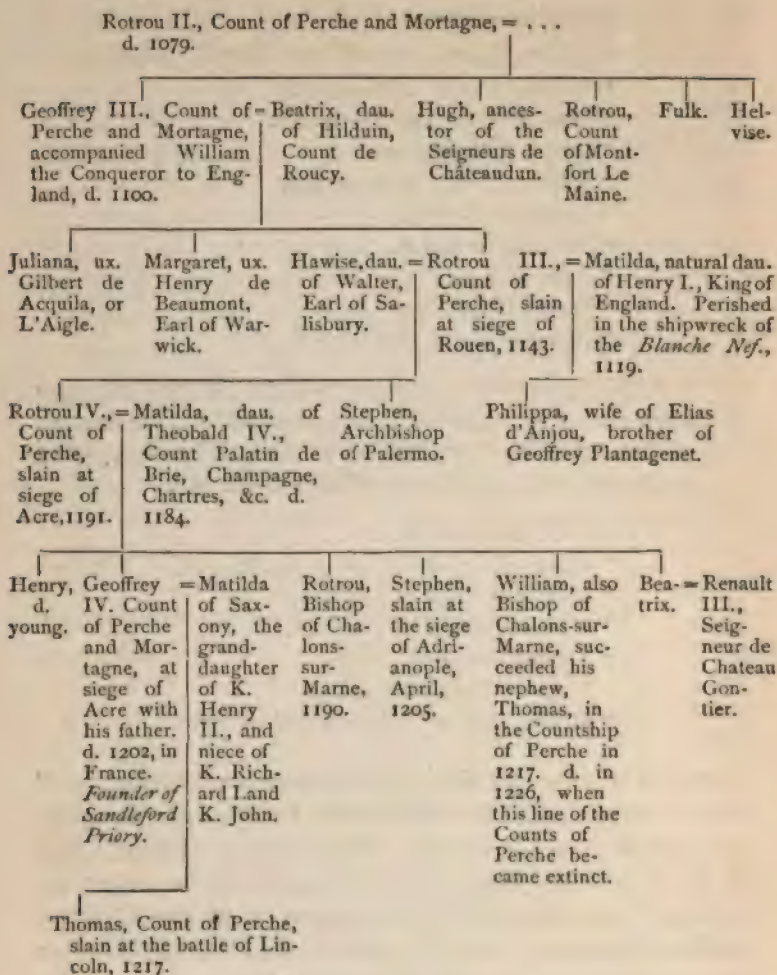 Rotrou II., Count of Perche and Mortagne, = . . .
d. 1079.
Geoffrey III., Count of
Perche and Mortagne,
accompanied William
the Conqueror to Eng-
land, d. 1100.
= Beatrix, dau.
of Hilduin,
Count de
Roucy.
Hugh, ances-
tor of the
Seigneurs de
Châteaudun.
Rotrou,
Count
of Mont-
fort Le
Maine.
Fulk.
Hel-
vise.
Juliana, ux.
Gilbert de
Acquila, or
L'Aigle.
Margaret, ux.
Henry de
Beaumont,
Earl of War-
wick.
Hawise, dau.
of Walter,
Earl of Sa-
lisbury.
= Rotrou III.,
Count of
Perche, slain
at siege of
Rouen, 1143.
= Matilda, natural dau.
of Henry I., King of
England. Perished
in the shipwreck of
the Blanche Nef.,
1119.
Rotrou IV.,
Count of
Perche,
slain at
siege of
Acre, 1191.
= Matilda, dau. of
Theobald IV.,
Count Palatin de
Brie, Champagne,
Chartres, &c. d.
1184.
Stephen,
Archbishop
of Palermo.
Philippa, wife of Elias
d'Anjou, brother of
Geoffrey Plantagenet.
Henry,
d.
young.
Geoffrey
IV. Count
of Perche
and Mor-
tagne, at
siege of
Acre with
his father.
d. 1202, in
France.
Founder of
Sandleford
Priory.
= Matilda
of Sax-
ony, the
grand-
daughter
of K.
Henry
II., and
niece of
K. Rich-
ard I. and
K. John.
Rotrou,
Bishop
of Cha-
lons-
sur-
Marne,
1190.
Stephen,
slain at
the siege
of Adri-
anople,
April,
1205.
William, also
Bishop of
Chalons-sur-
Marne, suc-
ceeded his
nephew,
Thomas, in
the Countship
of Perche in
1217. d. in
1226, when
this line of the
Counts of
Perche be-
came extinct.
Bea-
trix.
= Renault
III.,
Seig-
neur de
Chateau
Gon-
tier.
Thomas, Count of Perche,
slain at the battle of Lin-
coln, 1217.